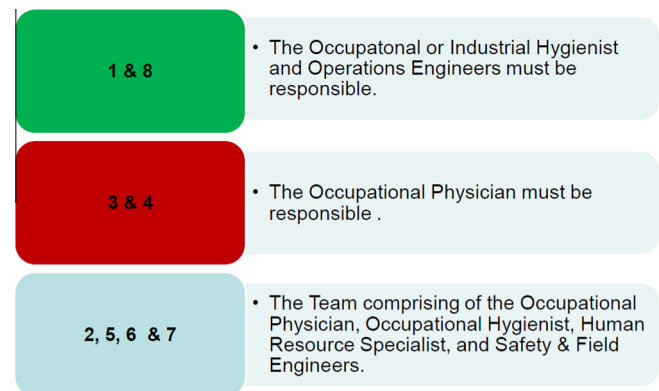 1 & 8
• The Occupatonal or Industrial Hygienist
and Operations Engineers must be
responsible.
3 & 4
• The Occupational Physician must be
responsible .
2, 5, 6 & 7
• The Team comprising of the Occupational
Physician, Occupational Hygienist, Human
Resource Specialist, and Safety & Field
Engineers.